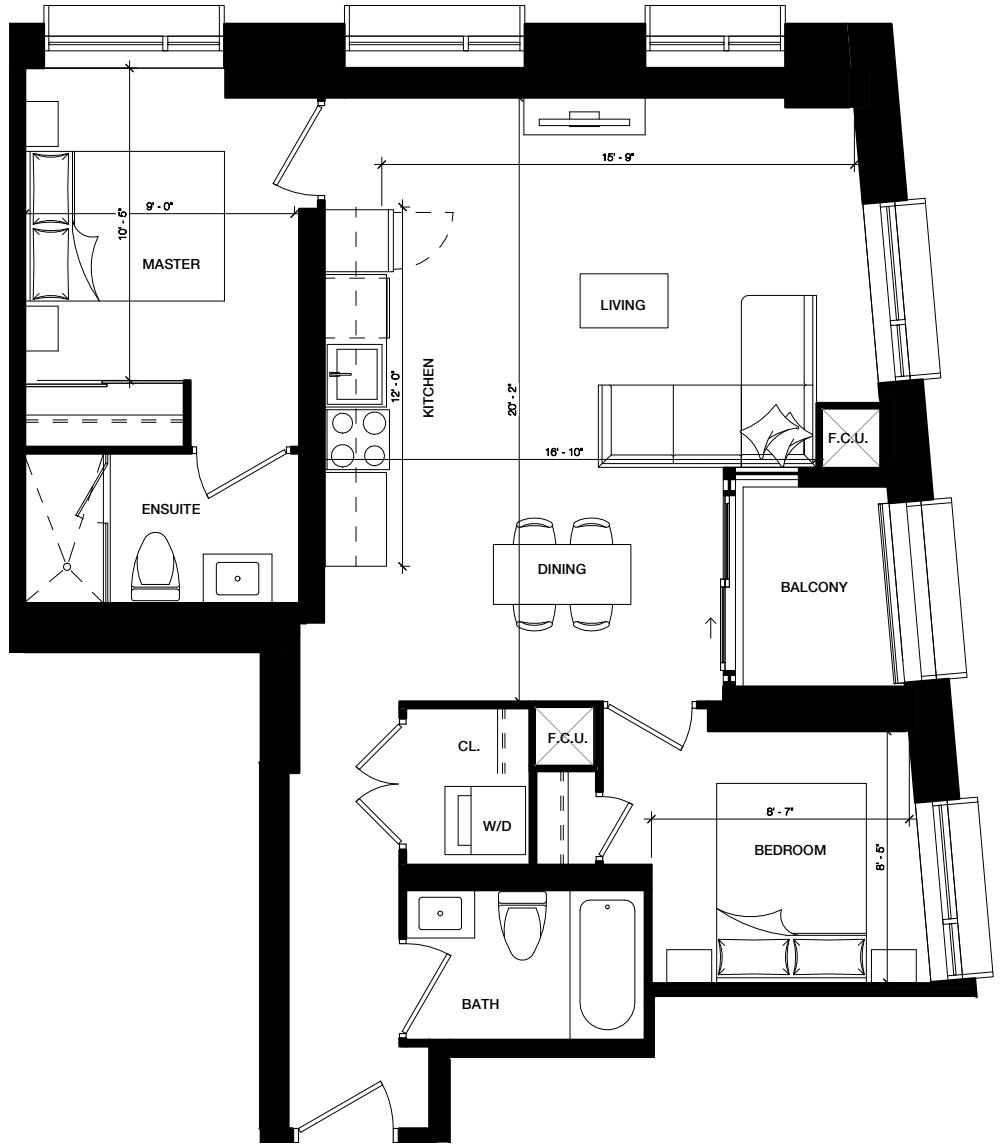 15' - 9"
9' - 0"
10' - 5"
MASTER
LIVING
KITCHEN
12' - 0"
20' - 2"
F.C.U.
16' - 10"
ENSUITE
DINING
BALCONY
CL.
F.C.U.
W/D
8' - 7"
BEDROOM
8' - 5"
BATH